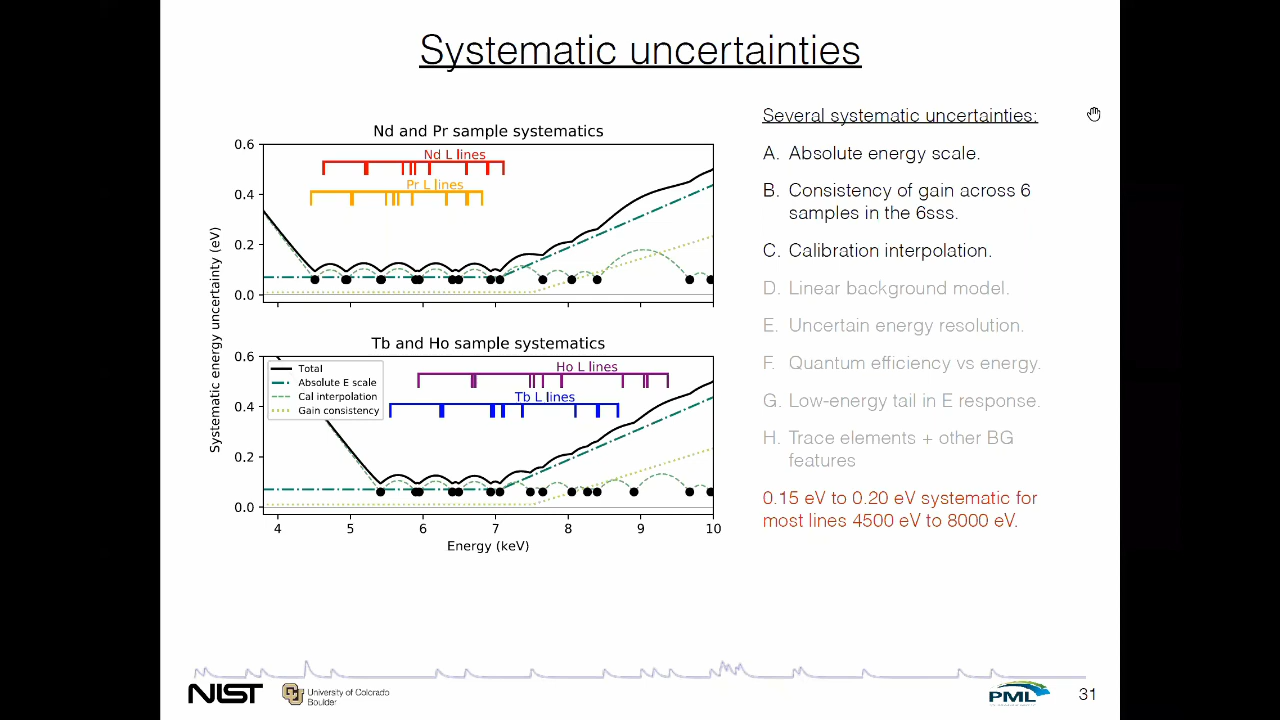 Systematic uncertainties
Nd and Pr sample systematics
0.6
0.4
0.2
0.0
Nd L lines
Pr L lines
Systematic energy uncertainty (eV)
Tb and Ho sample systematics
0.6
0.4
0.2
0.0
Total
Absolute E scale
Cal interpolation
Gain consistency
Ho L lines
Tb L lines
4 5 6 7 8 9 10
Energy (keV)
Several systematic uncertainties:
A. Absolute energy scale.
B. Consistency of gain across 6
samples in the 6sss.
C. Calibration interpolation.
D. Linear background model.
E. Uncertain energy resolution.
F. Quantum efficiency vs energy.
G. Low-energy tail in E response.
H. Trace elements + other BG
features
0.15 eV to 0.20 eV systematic for
most lines 4500 eV to 8000 eV.
NIST
CU
University of Colorado
Boulder
PML
31